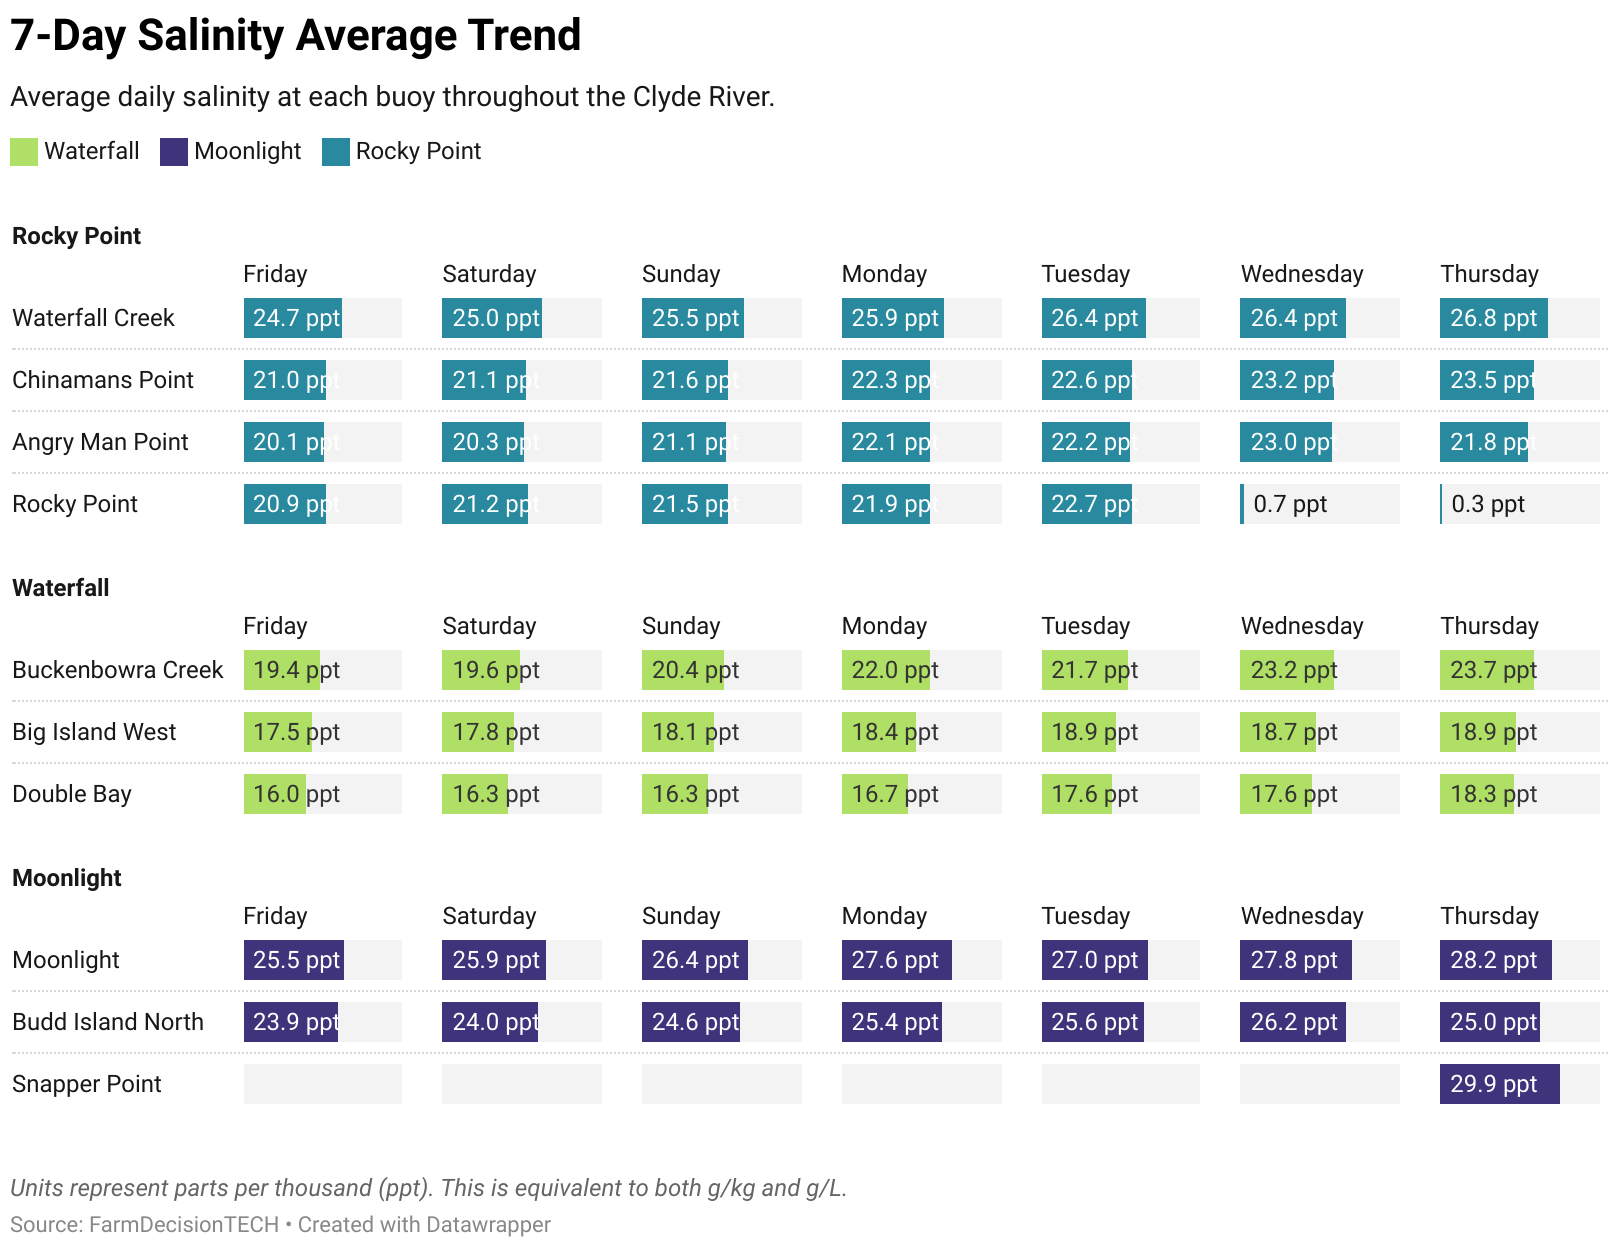 7-Day Salinity Average Trend
Average daily salinity at each buoy throughout the Clyde River.
Waterfall Moonlight Rocky Point
Rocky Point
Friday Saturday Sunday Monday Tuesday Wednesday Thursday
Waterfall Creek 24.7 ppt 25.0 ppt 25.5 ppt 25.9 ppt 26.4 ppt 26.4 ppt 26.8 ppt
Chinamans Point 21.0 ppt 21.1 ppt 21.6 ppt 22.3 ppt 22.6 ppt 23.2 ppt 23.5 ppt
Angry Man Point 20.1 ppt 20.3 ppt 21.1 ppt 22.1 ppt 22.2 ppt 23.0 ppt 21.8 ppt
Rocky Point 20.9 ppt 21.2 ppt 21.5 ppt 21.9 ppt 22.7 ppt 0.7 ppt 0.3 ppt
Waterfall
Friday Saturday Sunday Monday Tuesday Wednesday Thursday
Buckenbowra Creek 19.4 ppt 19.6 ppt 20.4 ppt 22.0 ppt 21.7 ppt 23.2 ppt 23.7 ppt
Big Island West 17.5 ppt 17.8 ppt 18.1 ppt 18.4 ppt 18.9 ppt 18.7 ppt 18.9 ppt
Double Bay 16.0 ppt 16.3 ppt 16.3 ppt 16.7 ppt 17.6 ppt 17.6 ppt 18.3 ppt
Moonlight
Friday Saturday Sunday Monday Tuesday Wednesday Thursday
Moonlight 25.5 ppt 25.9 ppt 26.4 ppt 27.6 ppt 27.0 ppt 27.8 ppt 28.2 ppt
Budd Island North 23.9 ppt 24.0 ppt 24.6 ppt 25.4 ppt 25.6 ppt 26.2 ppt 25.0 ppt
Snapper Point 29.9 ppt
Units represent parts per thousand (ppt). This is equivalent to both g/kg and g/L.
Source: FarmDecisionTECH • Created with Datawrapper